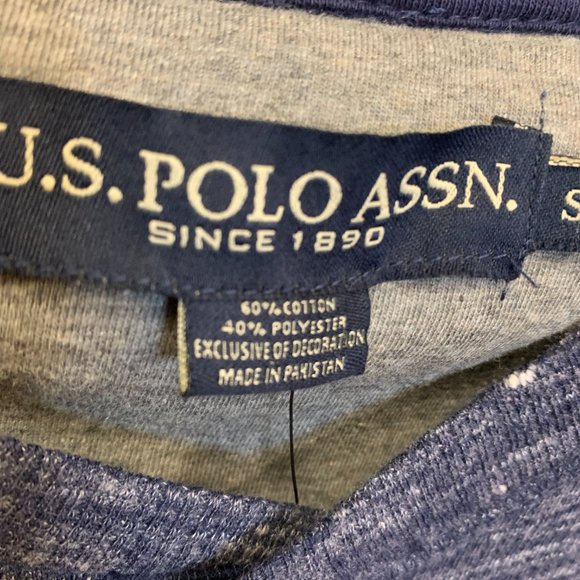 U.S. POLO ASSN.
SINCE 1890
S
60% COTTON
40% POLYESTER
EXCLUSIVE OF DECORATION
MADE IN PAKISTAN